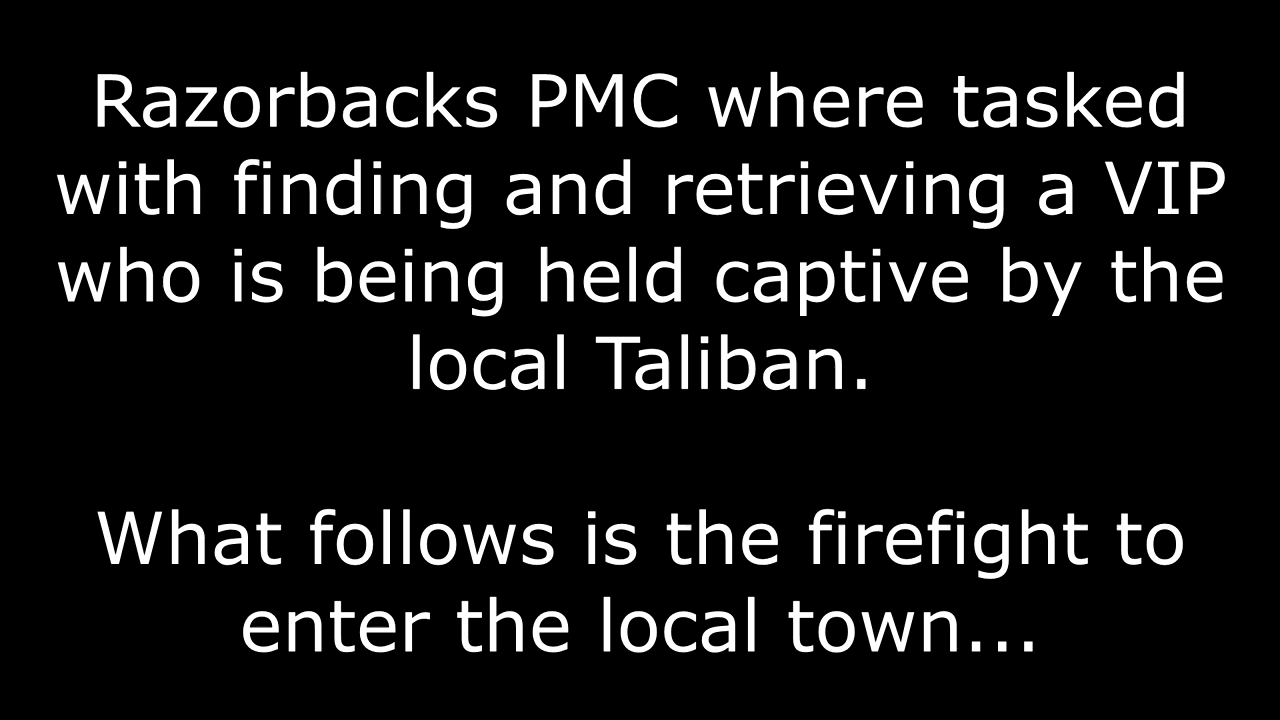 Razorbacks PMC where tasked
with finding and retrieving a VIP
who is being held captive by the
local Taliban.
What follows is the firefight to
enter the local town...